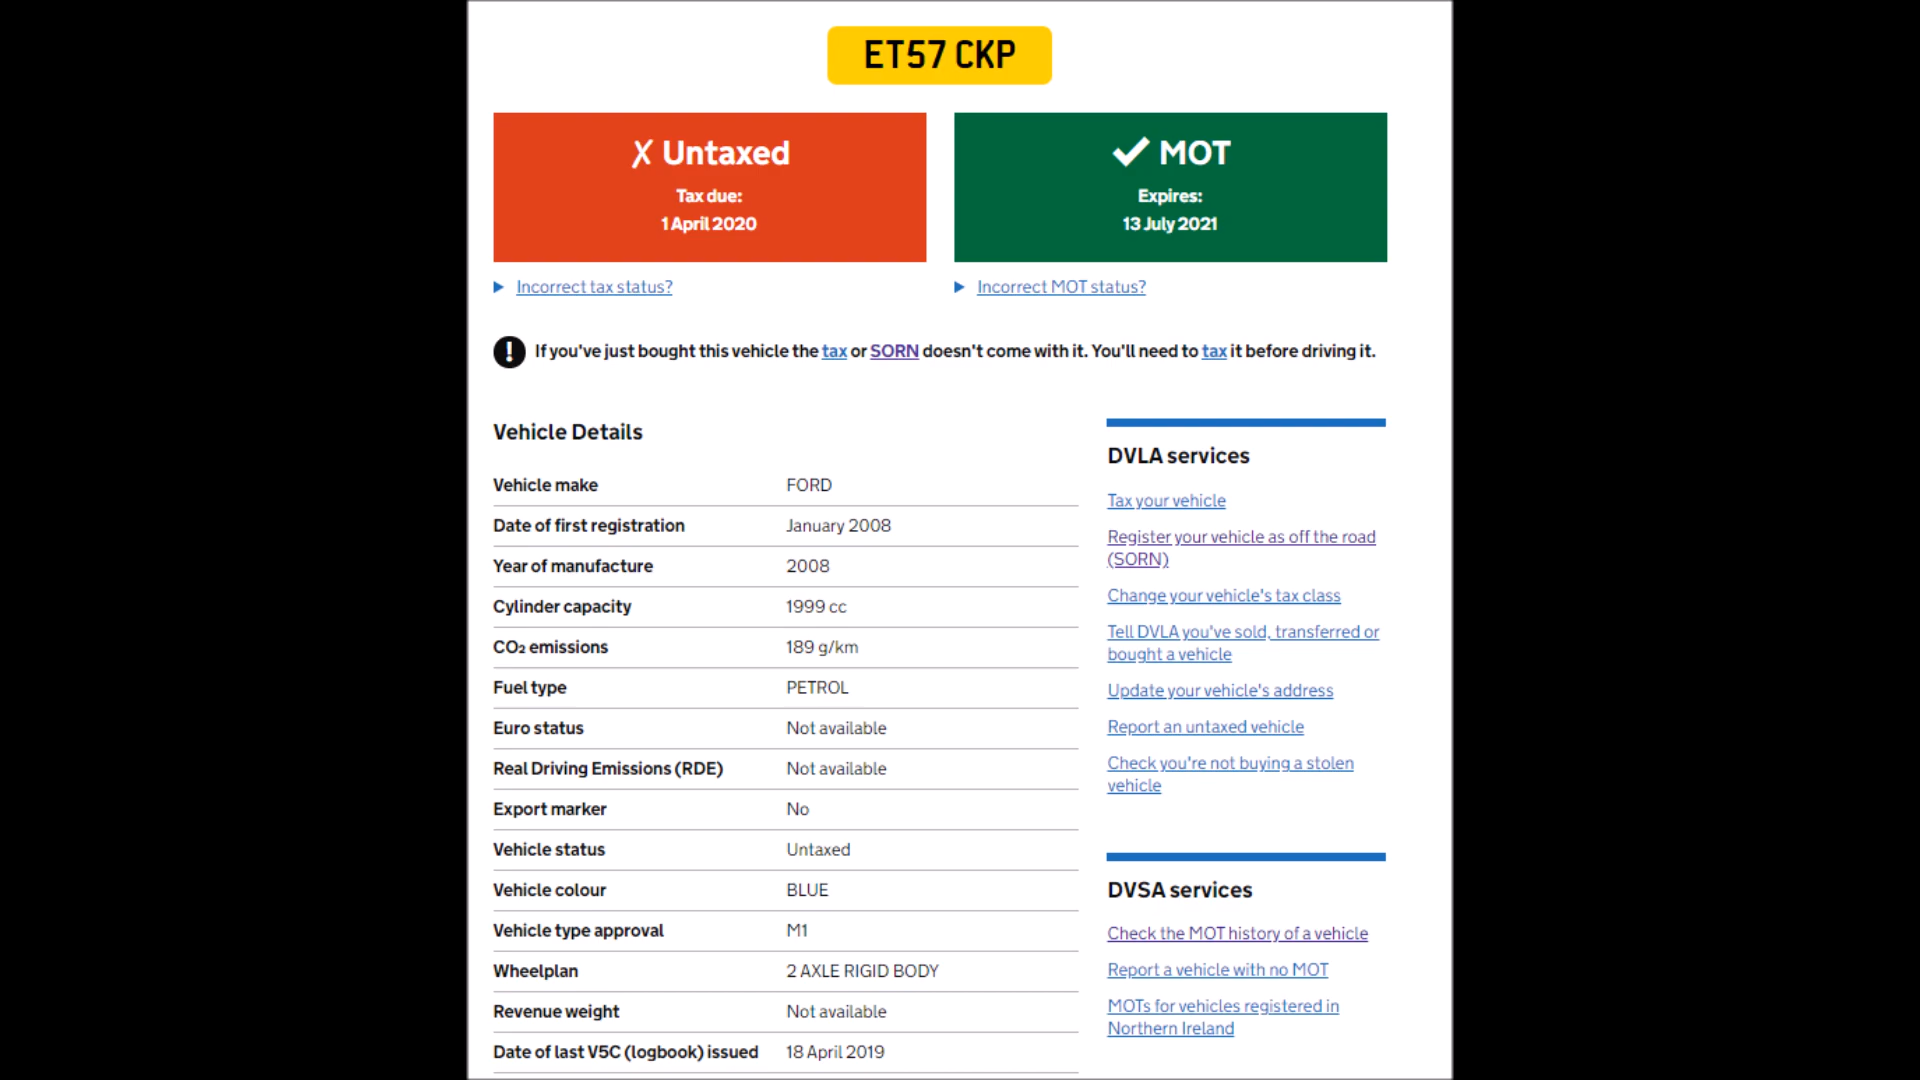 ET57 CKP
✗ Untaxed
Tax due:
1 April 2020
✓ MOT
Expires:
13 July 2021
Incorrect tax status?
Incorrect MOT status?
! If you've just bought this vehicle the tax or SORN doesn't come with it. You'll need to tax it before driving it.
Vehicle Details
Vehicle make FORD
Date of first registration January 2008
Year of manufacture 2008
Cylinder capacity 1999 cc
CO₂ emissions 189 g/km
Fuel type PETROL
Euro status Not available
Real Driving Emissions (RDE) Not available
Export marker No
Vehicle status Untaxed
Vehicle colour BLUE
Vehicle type approval M1
Wheelplan 2 AXLE RIGID BODY
Revenue weight Not available
Date of last V5C (logbook) issued 18 April 2019
DVLA services
Tax your vehicle
Register your vehicle as off the road
(SORN)
Change your vehicle's tax class
Tell DVLA you've sold, transferred or
bought a vehicle
Update your vehicle's address
Report an untaxed vehicle
Check you're not buying a stolen
vehicle
DVSA services
Check the MOT history of a vehicle
Report a vehicle with no MOT
MOTs for vehicles registered in
Northern Ireland